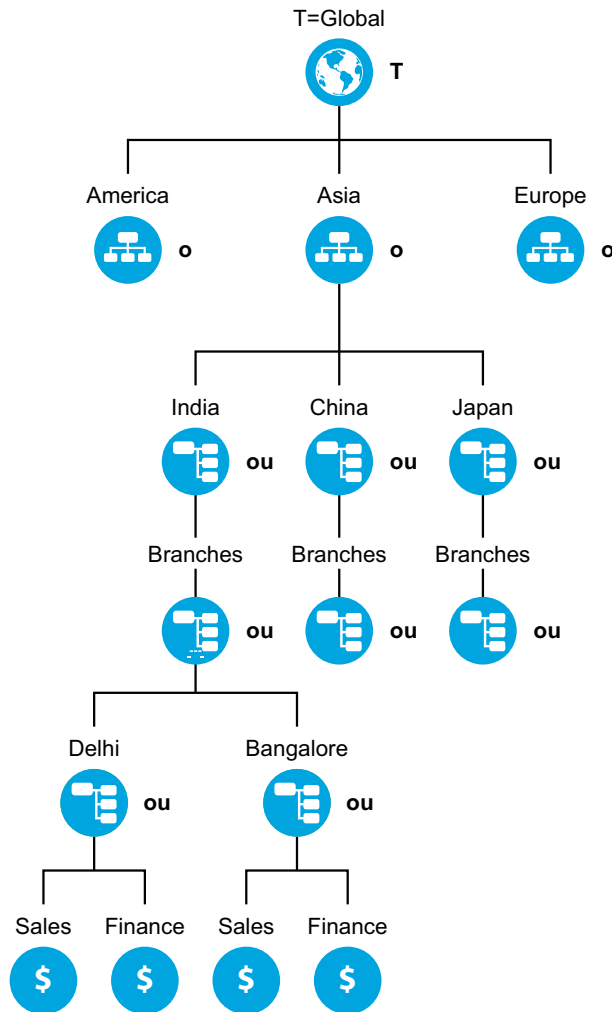 T=Global
T
America Asia Europe
o o o
India China Japan
ou ou ou
Branches Branches Branches
ou ou ou
Delhi Bangalore
ou ou
Sales Finance Sales Finance
$ $ $ $